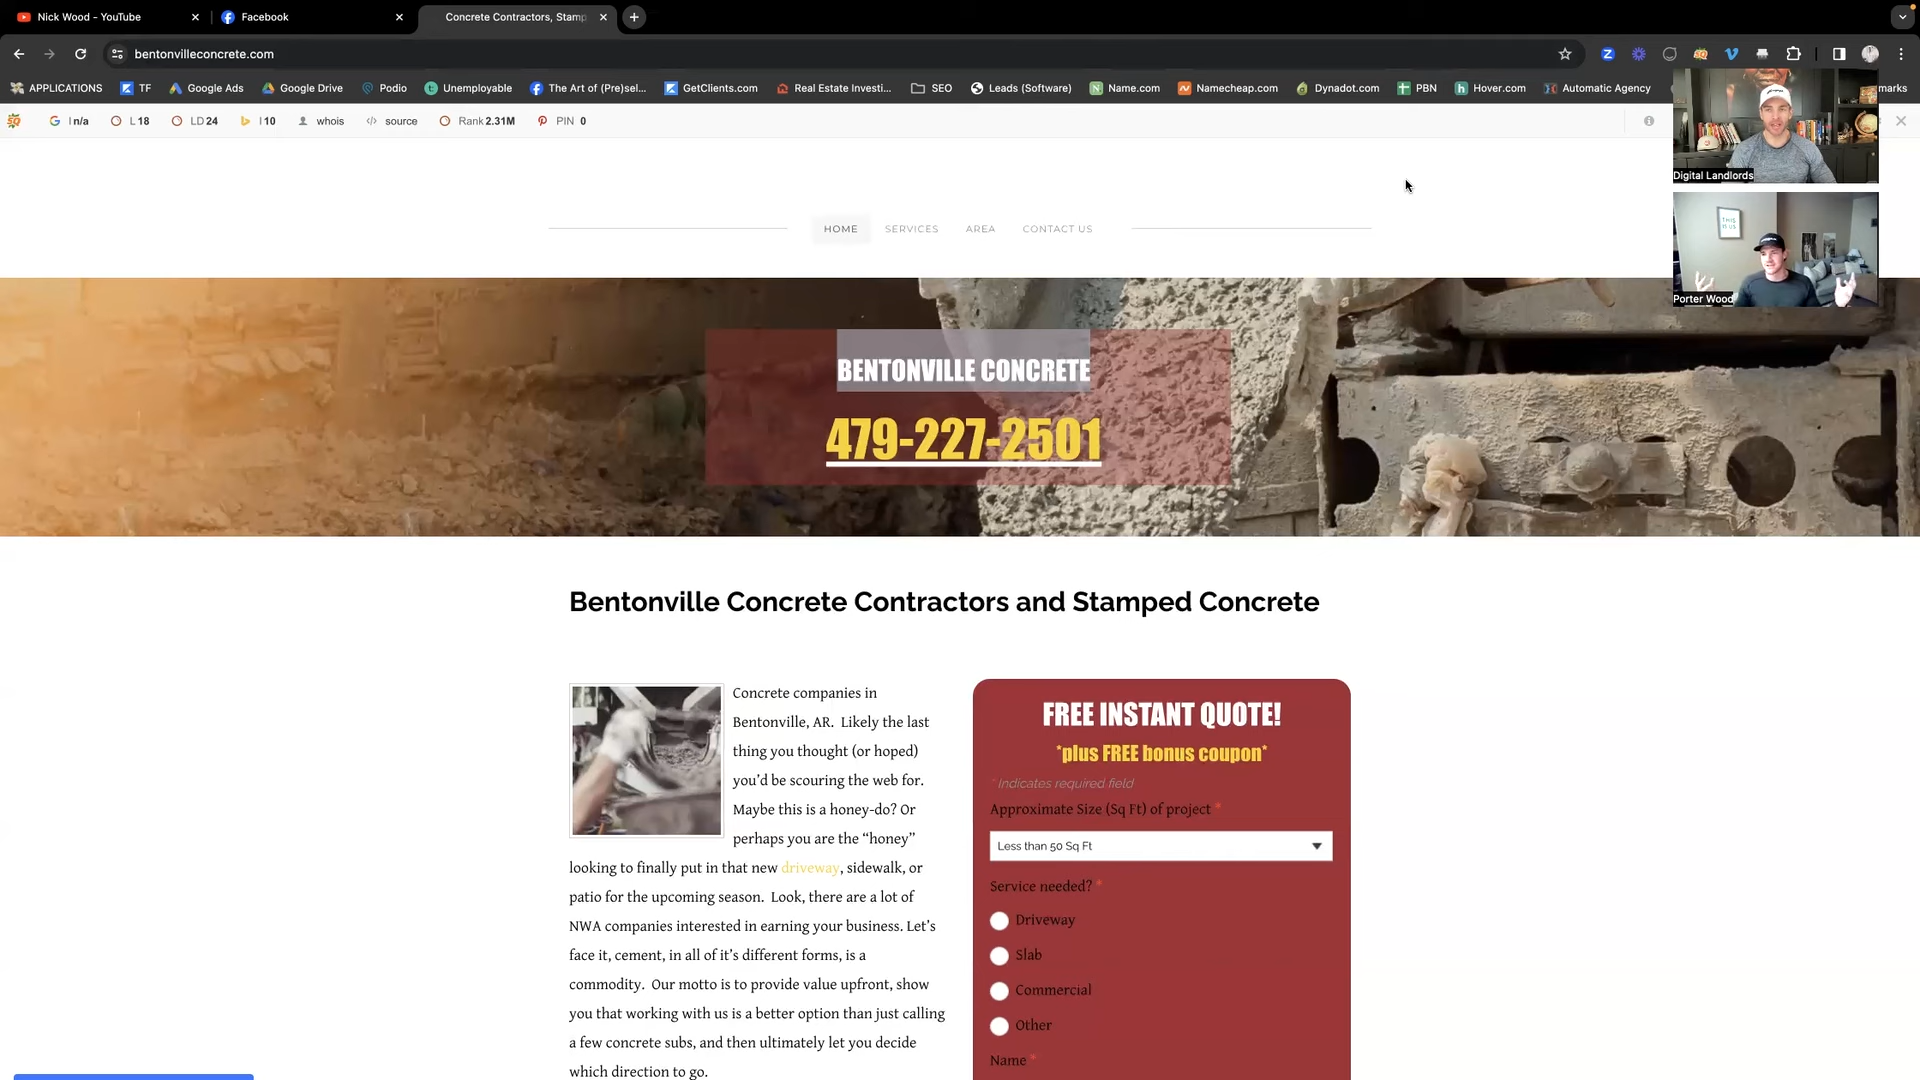 Nick Wood - YouTube
Facebook
Concrete Contractors, Stamp
bentonvilleconcrete.com
APPLICATIONS
TF
Google Ads
Google Drive
Podio
Unemployable
The Art of (Pre)sel...
GetClients.com
Real Estate Investi...
SEO
Leads (Software)
Name.com
Namecheap.com
Dynadot.com
PBN
Hover.com
Automatic Agency
marks
I n/a
L 18
LD 24
I 10
whois
source
Rank 2.31M
PIN 0
Digital Landlords
THIS IS US
Porter Wood
HOME
SERVICES
AREA
CONTACT US
BENTONVILLE CONCRETE
479-227-2501
Bentonville Concrete Contractors and Stamped Concrete
Concrete companies in
Bentonville, AR. Likely the last
thing you thought (or hoped)
you'd be scouring the web for.
Maybe this is a honey-do? Or
perhaps you are the “honey”
looking to finally put in that new driveway, sidewalk, or
patio for the upcoming season. Look, there are a lot of
NWA companies interested in earning your business. Let's
face it, cement, in all of it's different forms, is a
commodity. Our motto is to provide value upfront, show
you that working with us is a better option than just calling
a few concrete subs, and then ultimately let you decide
which direction to go.
FREE INSTANT QUOTE!
*plus FREE bonus coupon*
* Indicates required field
Approximate Size (Sq Ft) of project *
Less than 50 Sq Ft
Service needed? *
Driveway
Slab
Commercial
Other
Name *